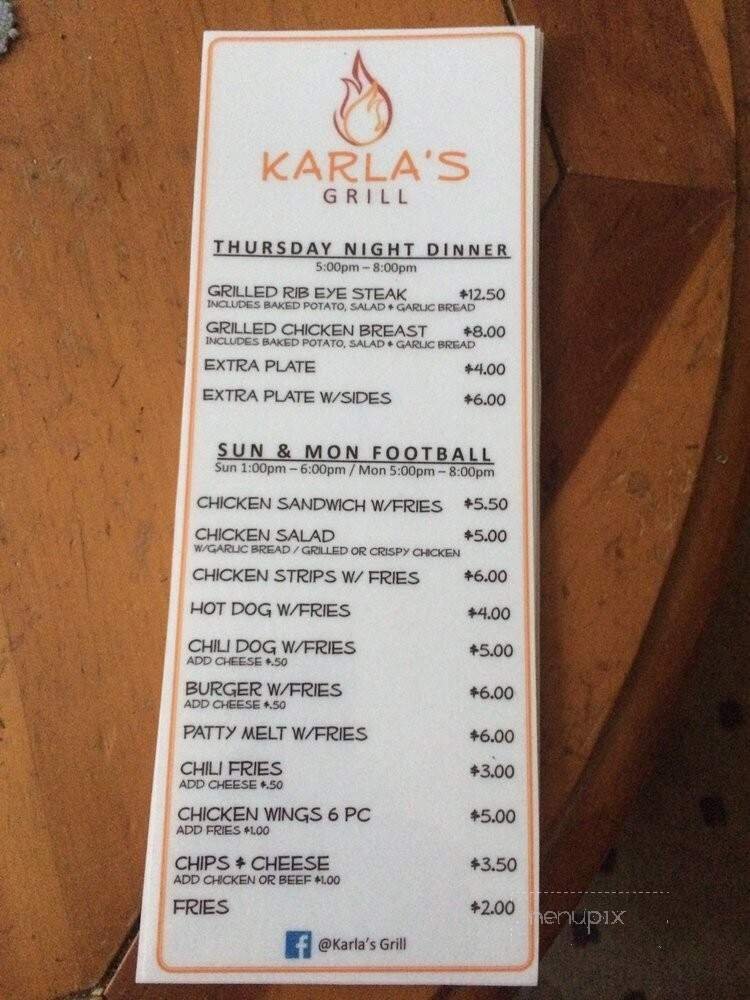 KARLA'S
GRILL
THURSDAY NIGHT DINNER
5:00pm – 8:00pm
GRILLED RIB EYE STEAK $12.50
INCLUDES BAKED POTATO, SALAD & GARLIC BREAD
GRILLED CHICKEN BREAST $8.00
INCLUDES BAKED POTATO, SALAD & GARLIC BREAD
EXTRA PLATE $4.00
EXTRA PLATE W/SIDES $6.00
SUN & MON FOOTBALL
Sun 1:00pm – 6:00pm / Mon 5:00pm – 8:00pm
CHICKEN SANDWICH W/FRIES $5.50
CHICKEN SALAD $5.00
W/GARLIC BREAD / GRILLED OR CRISPY CHICKEN
CHICKEN STRIPS W/ FRIES $6.00
HOT DOG W/FRIES $4.00
CHILI DOG W/FRIES $5.00
ADD CHEESE $.50
BURGER W/FRIES $6.00
ADD CHEESE $.50
PATTY MELT W/FRIES $6.00
CHILI FRIES $3.00
ADD CHEESE $.50
CHICKEN WINGS 6 PC $5.00
ADD FRIES $1.00
CHIPS & CHEESE $3.50
ADD CHICKEN OR BEEF $1.00
FRIES $2.00
f @Karla's Grill
menupix